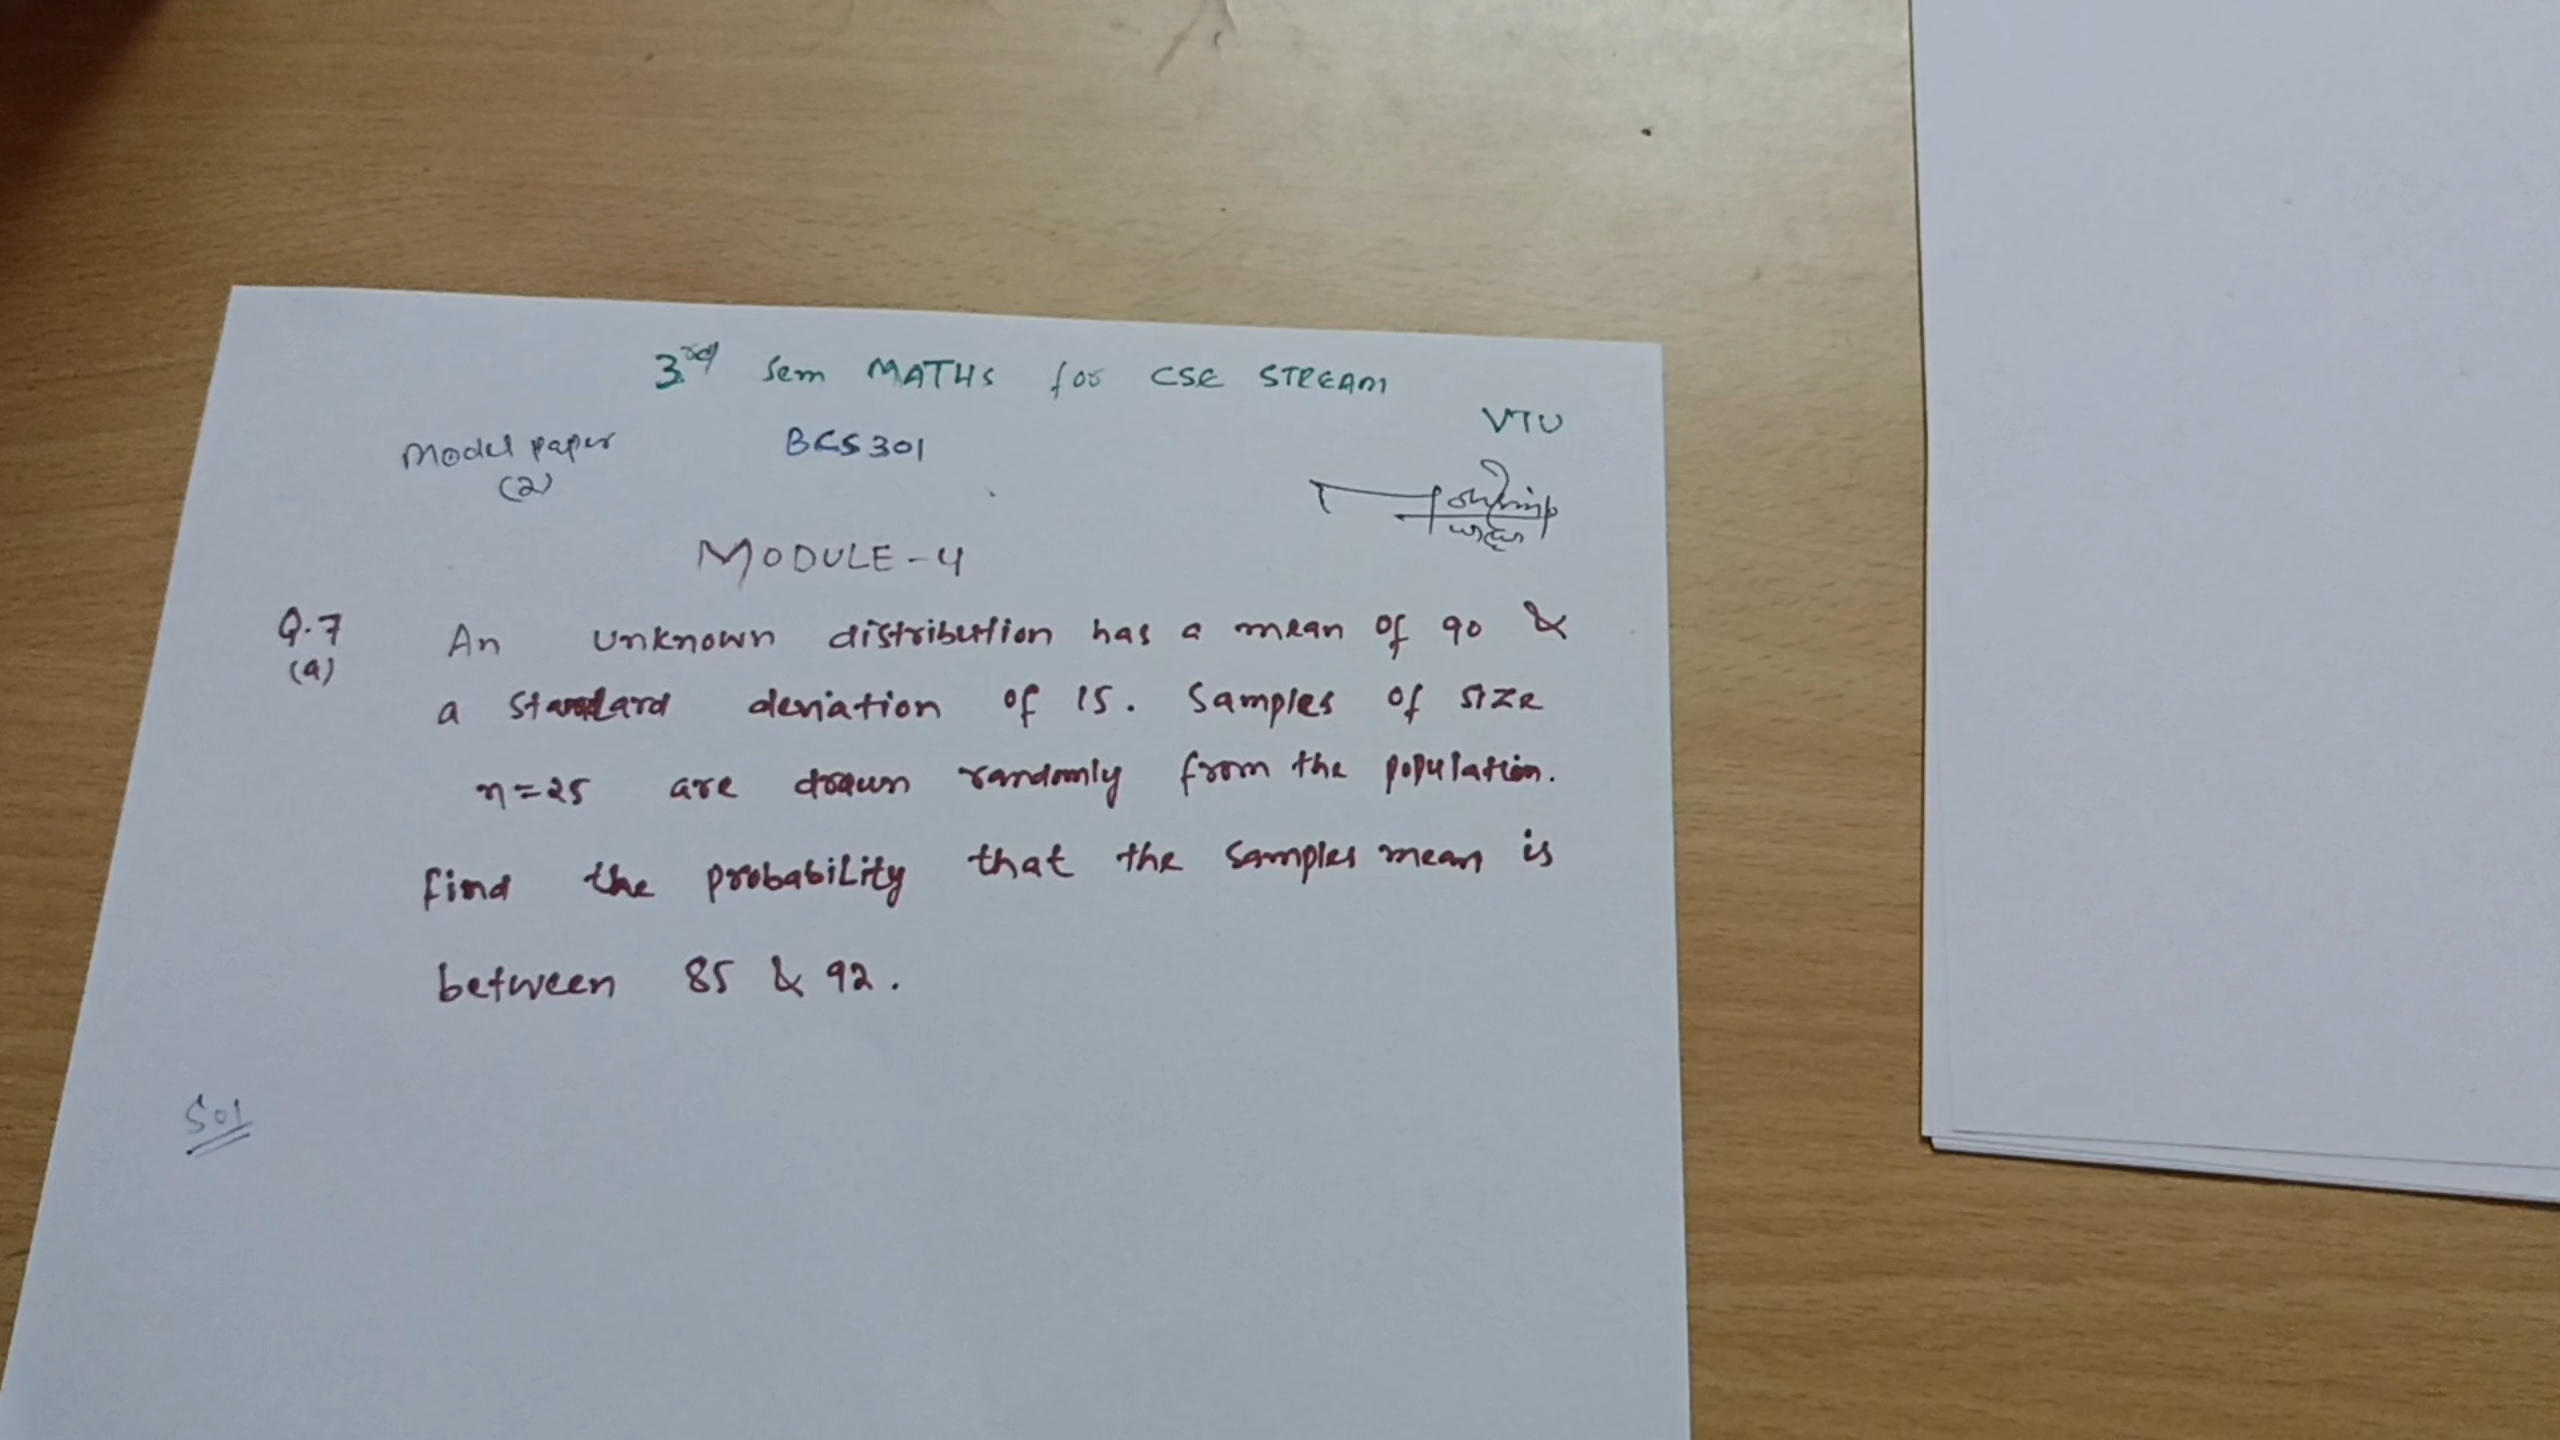 3rd Sem MATHS for CSE STREAM
VTU
Model paper BCS301
(2)
MODULE-4
Q.7 An unknown distribution has a mean of 90 &
(a)
a standard deviation of 15. Samples of size
n=25 are drawn randomly from the population.
find the probability that the samples mean is
between 85 & 92.
Sol